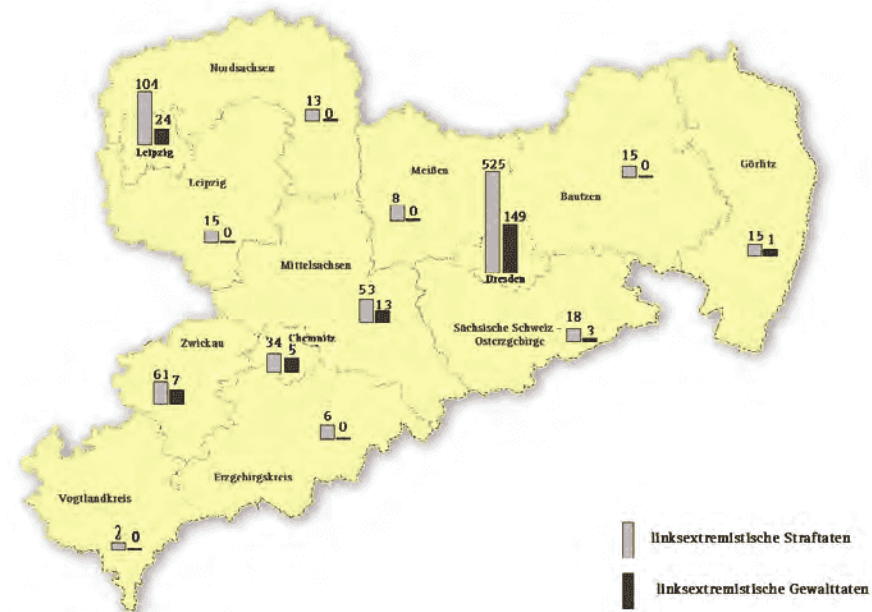 Nordsachsen
104
24
Leipzig
13
0
Leipzig
15
0
Meißen
8
0
525
149
Dresden
Bautzen
15
0
Görlitz
15
1
Mittelsachsen
53
13
Sächsische Schweiz -
Osterzgebirge
18
3
Zwickau
61
7
Chemnitz
34
5
6
0
Erzgebirgskreis
Vogtlandkreis
2
0
linksextremistische Straftaten
linksextremistische Gewalttaten